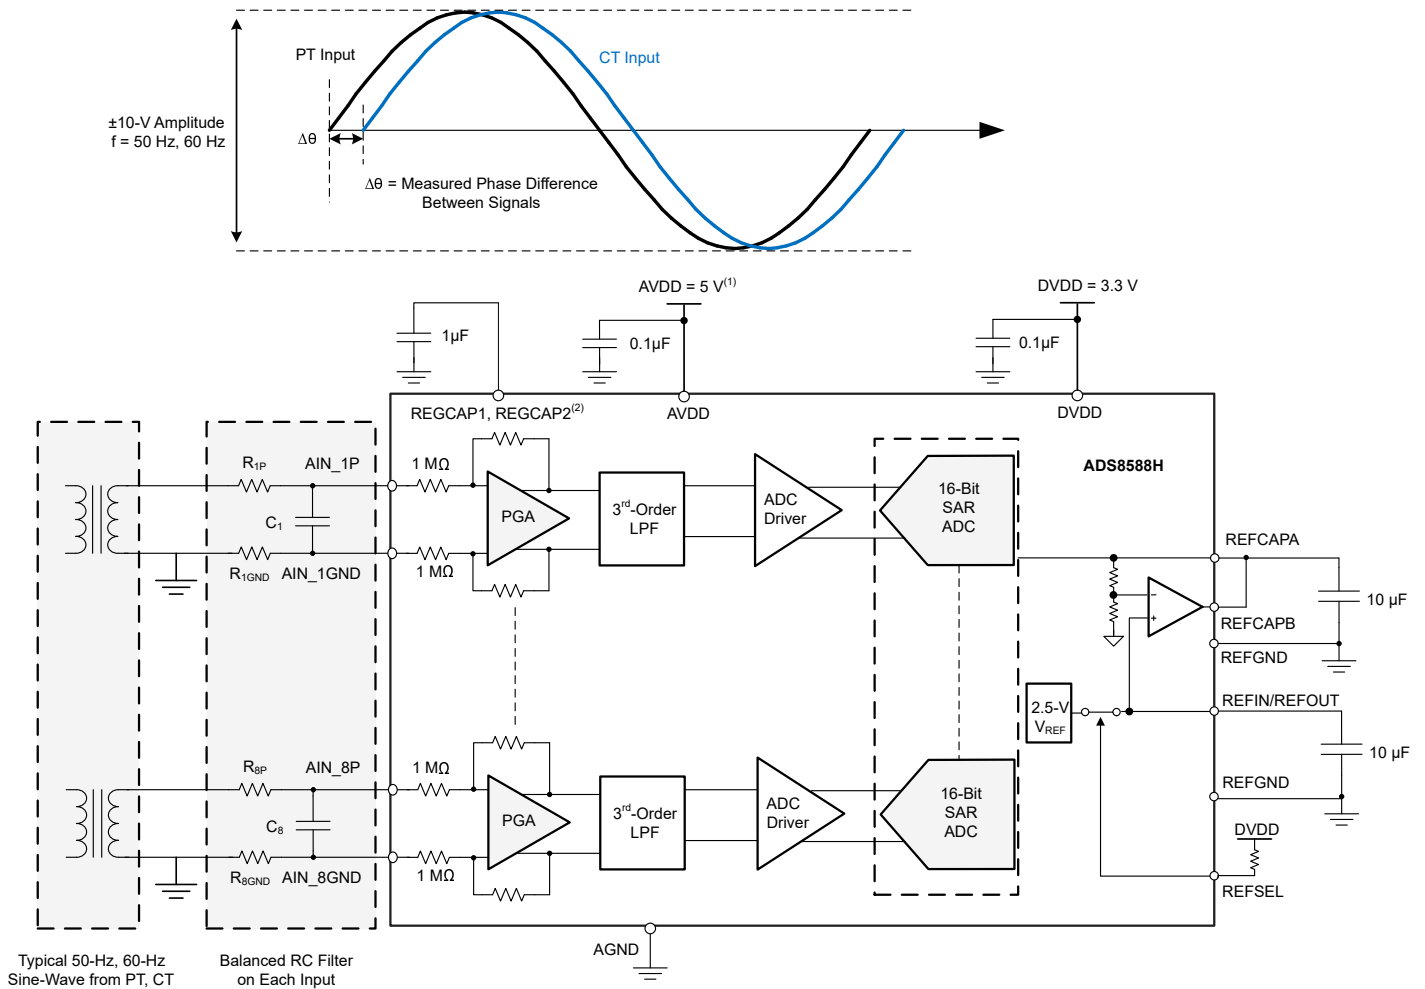 PT Input
CT Input
±10-V Amplitude
f = 50 Hz, 60 Hz
Δθ
Δθ = Measured Phase Difference
Between Signals
AVDD = 5 V(1)
DVDD = 3.3 V
1µF
0.1µF
0.1µF
REGCAP1, REGCAP2(2)
AVDD
DVDD
ADS8588H
R1P
AIN_1P
1 MΩ
C1
PGA
3rd-Order
LPF
ADC
Driver
16-Bit
SAR
ADC
R1GND
AIN_1GND
1 MΩ
REFCAPA
10 µF
REFCAPB
REFGND
2.5-V
VREF
REFIN/REFOUT
10 µF
REFGND
R8P
AIN_8P
1 MΩ
C8
PGA
3rd-Order
LPF
ADC
Driver
16-Bit
SAR
ADC
R8GND
AIN_8GND
1 MΩ
DVDD
REFSEL
AGND
Typical 50-Hz, 60-Hz
Sine-Wave from PT, CT
Balanced RC Filter
on Each Input
−
+